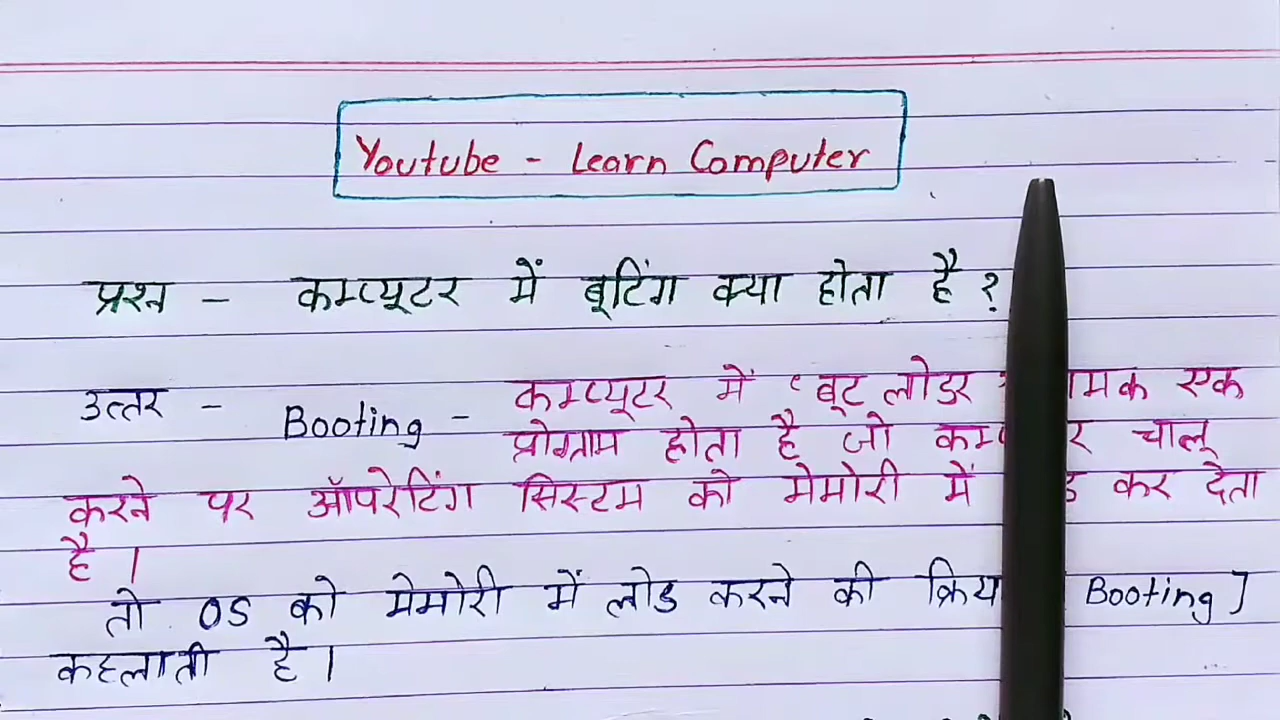 Youtube - Learn Computer
प्रश्न - कम्प्यूटर में बूटिंग क्या होता है ?
उत्तर - Booting - कम्प्यूटर में 'बूट लोडर एक
प्रोग्राम होता है जो चालू
करने पर ऑपरेटिंग सिस्टम को मेमोरी में कर देता
है ।
तो OS को मेमोरी में लोड करने की Booting]
कहलाती है ।